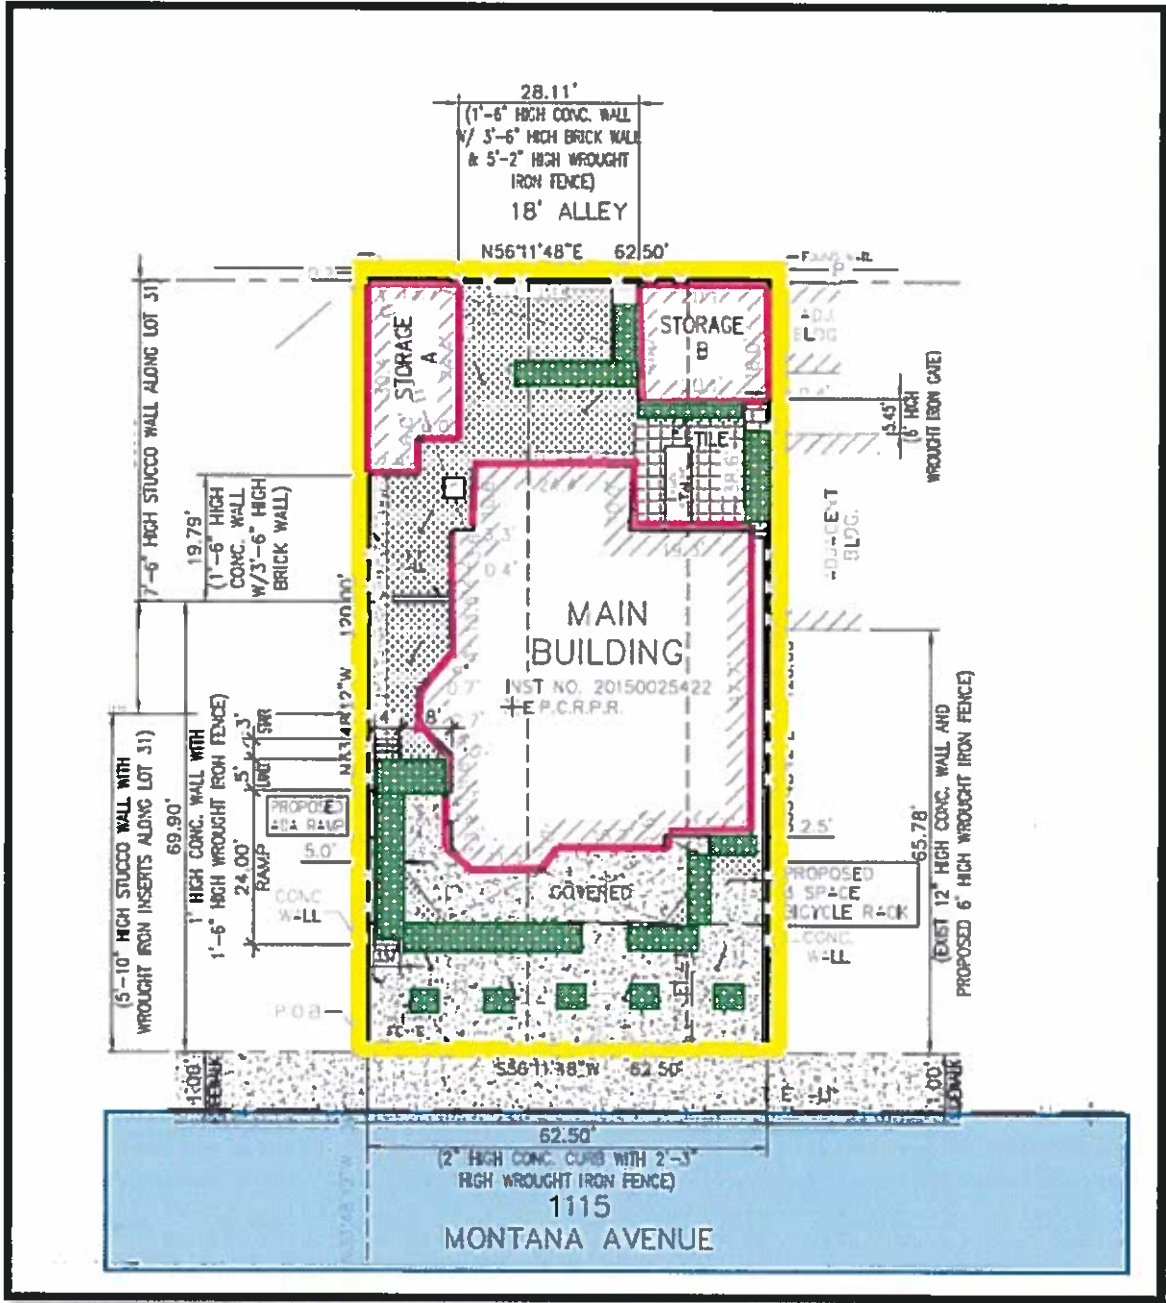 28.11'
(1'-6" HIGH CONC. WALL
W/ 3'-6" HIGH BRICK WALL
& 5'-2" HIGH WROUGHT
IRON FENCE)
18' ALLEY
N56°11'48"E 62.50'
7'-6" HIGH STUCCO WALL ALONG LOT 31)
19.79'
(1'-6" HIGH
CONC. WALL
W/3'-6" HIGH
BRICK WALL)
120.00'
STORAGE
A
STORAGE
B
TILE
5.45'
(6' HIGH
WROUGHT IRON GATE)
BLDG.
MAIN
BUILDING
INST NO. 20150025422
P.C.R.P.R.
4'
8'
(5'-10" HIGH STUCCO WALL WITH
WROUGHT IRON INSERTS ALONG LOT 31)
69.90'
1' HIGH CONC. WALL WITH
1'-6" HIGH WROUGHT IRON FENCE)
24.00'
RAMP
5'
PROPOSED
ADA RAMP
5.0'
CONC
WALL
P.O.B
COVERED
2.5'
PROPOSED
SPACE
BICYCLE RACK
CONC.
WALL
65.78'
(EXIST 12" HIGH CONC. WALL AND
PROPOSED 6' HIGH WROUGHT IRON FENCE)
S56°11'48"W 62.50'
1.00'
1.00'
62.50'
(2" HIGH CONC. CURB WITH 2'-3"
HIGH WROUGHT IRON FENCE)
1115
MONTANA AVENUE